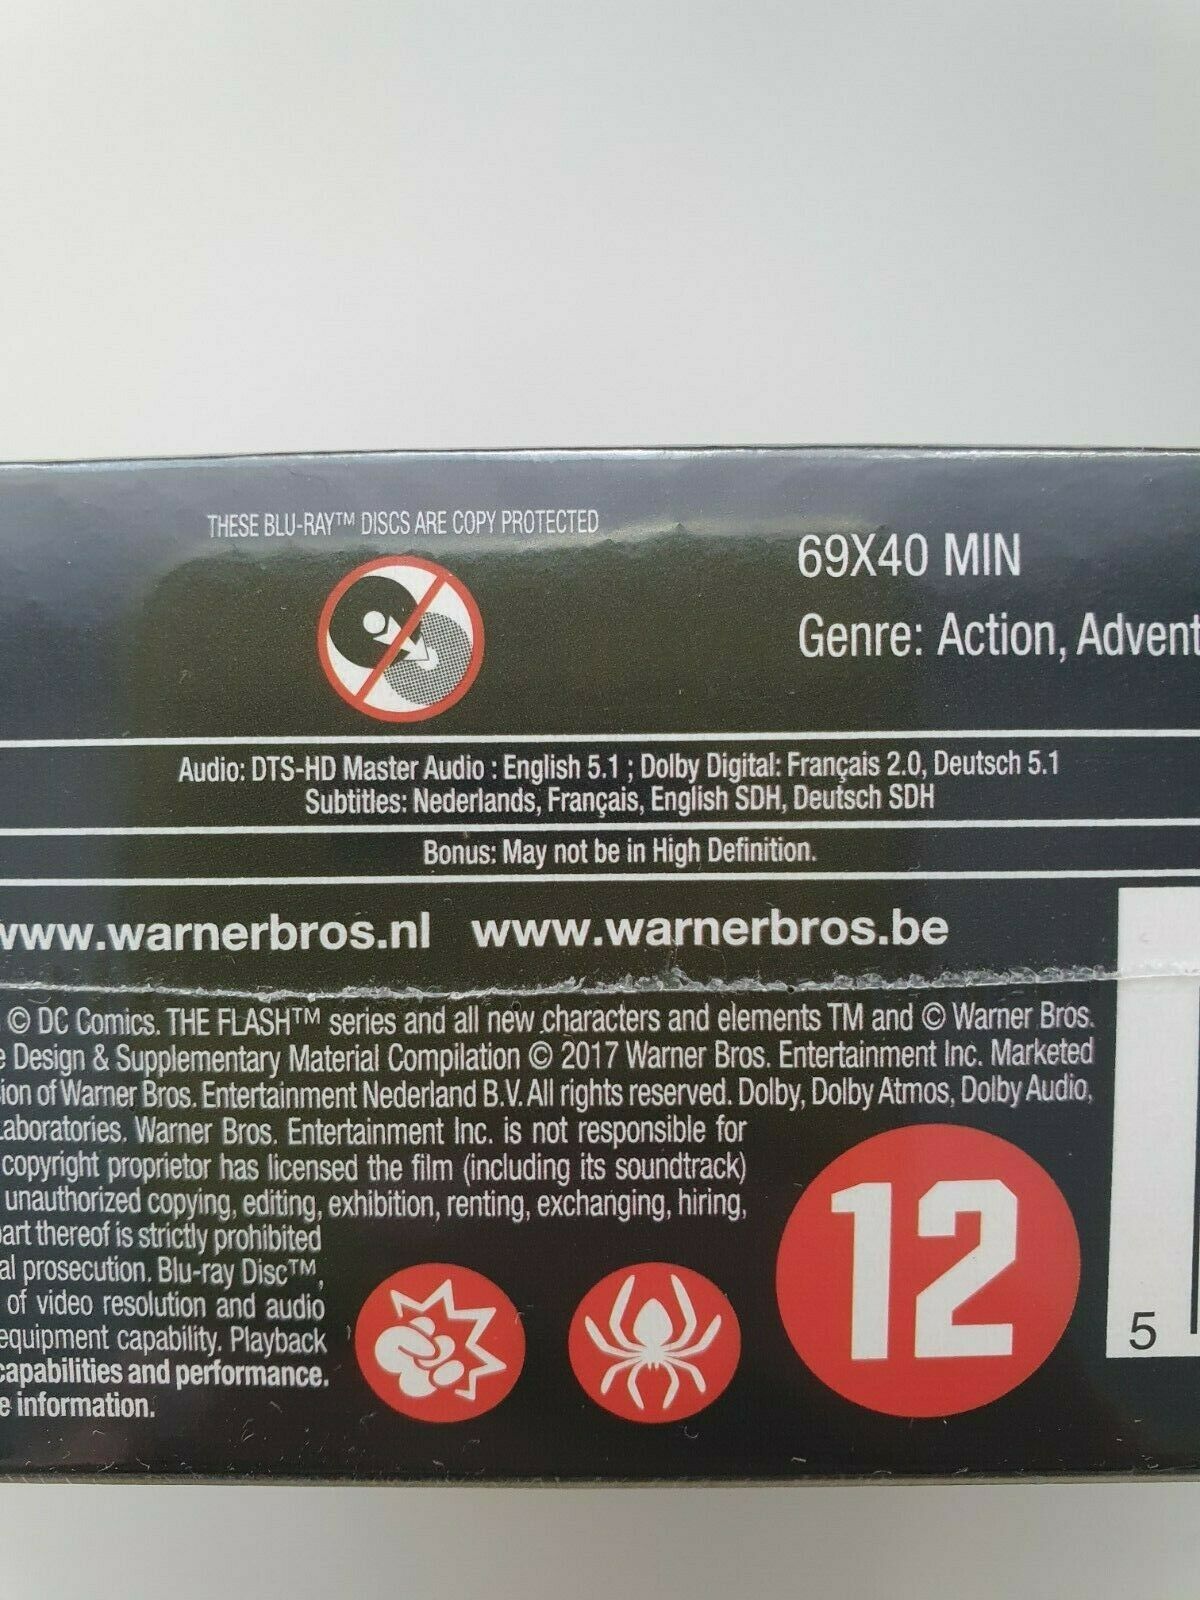 THESE BLU-RAY™ DISCS ARE COPY PROTECTED
69X40 MIN
Genre: Action, Advent
Audio: DTS-HD Master Audio : English 5.1 ; Dolby Digital: Français 2.0, Deutsch 5.1
Subtitles: Nederlands, Français, English SDH, Deutsch SDH
Bonus: May not be in High Definition.
www.warnerbros.nl www.warnerbros.be
© DC Comics. THE FLASH™ series and all new characters and elements TM and © Warner Bros.
e Design & Supplementary Material Compilation © 2017 Warner Bros. Entertainment Inc. Marketed
ion of Warner Bros. Entertainment Nederland B.V. All rights reserved. Dolby, Dolby Atmos, Dolby Audio,
Laboratories. Warner Bros. Entertainment Inc. is not responsible for
copyright proprietor has licensed the film (including its soundtrack)
unauthorized copying, editing, exhibition, renting, exchanging, hiring,
art thereof is strictly prohibited
al prosecution. Blu-ray Disc™,
of video resolution and audio
equipment capability. Playback
capabilities and performance.
e information.
12
5